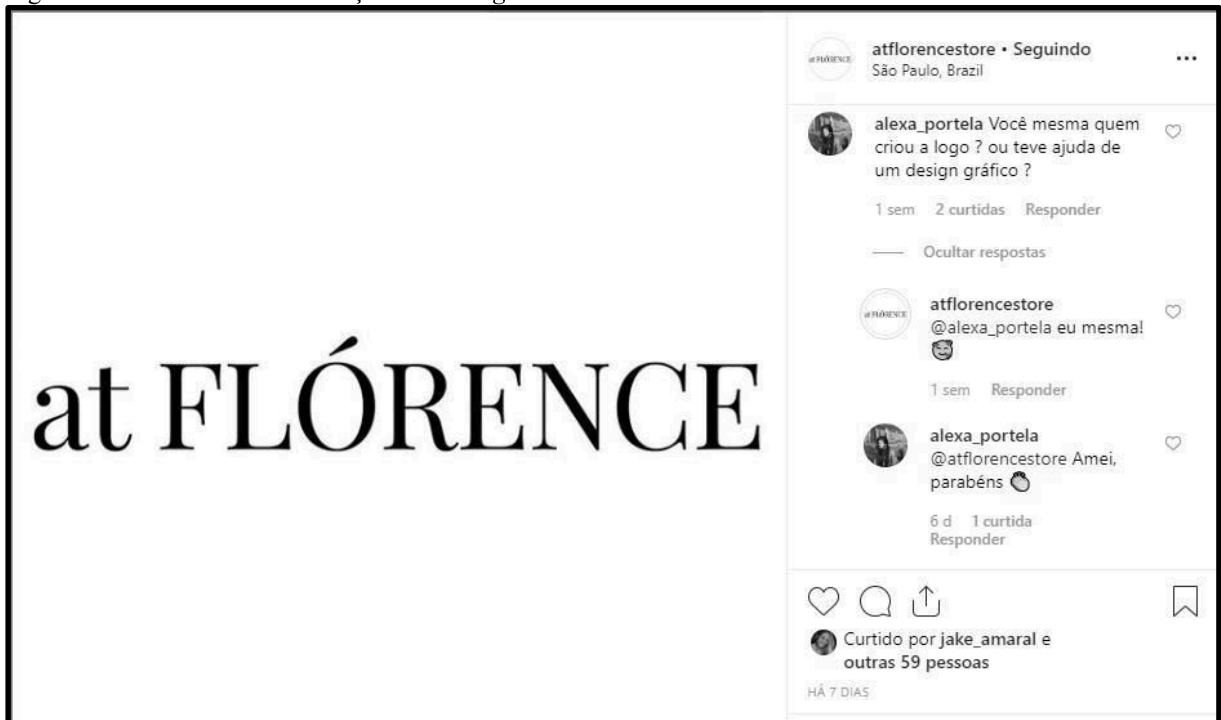 at FLÓRENCE
atflorencestore • Seguindo
São Paulo, Brazil
alexa_portela Você mesma quem
criou a logo ? ou teve ajuda de
um design gráfico ?
1 sem 2 curtidas Responder
Ocultar respostas
atflorencestore
@alexa_portela eu mesma!
1 sem Responder
alexa_portela
@atflorencestore Amei,
parabéns
6 d 1 curtida
Responder
Curtido por jake_amaral e
outras 59 pessoas
HÁ 7 DIAS